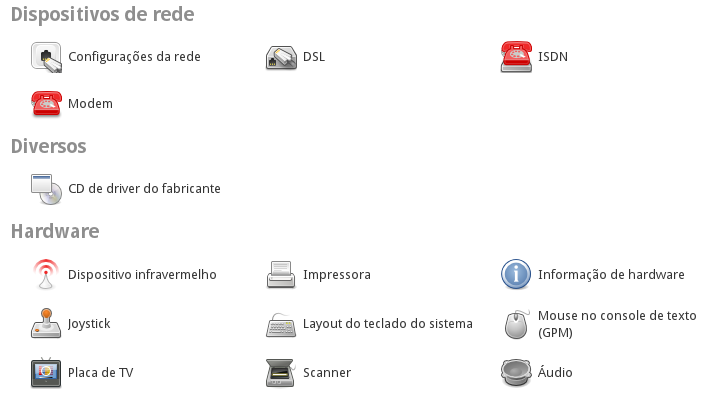 Dispositivos de rede
Configurações da rede
DSL
ISDN
Modem
Diversos
CD de driver do fabricante
Hardware
Dispositivo infravermelho
Impressora
Informação de hardware
Joystick
Layout do teclado do sistema
Mouse no console de texto
(GPM)
Placa de TV
Scanner
Áudio